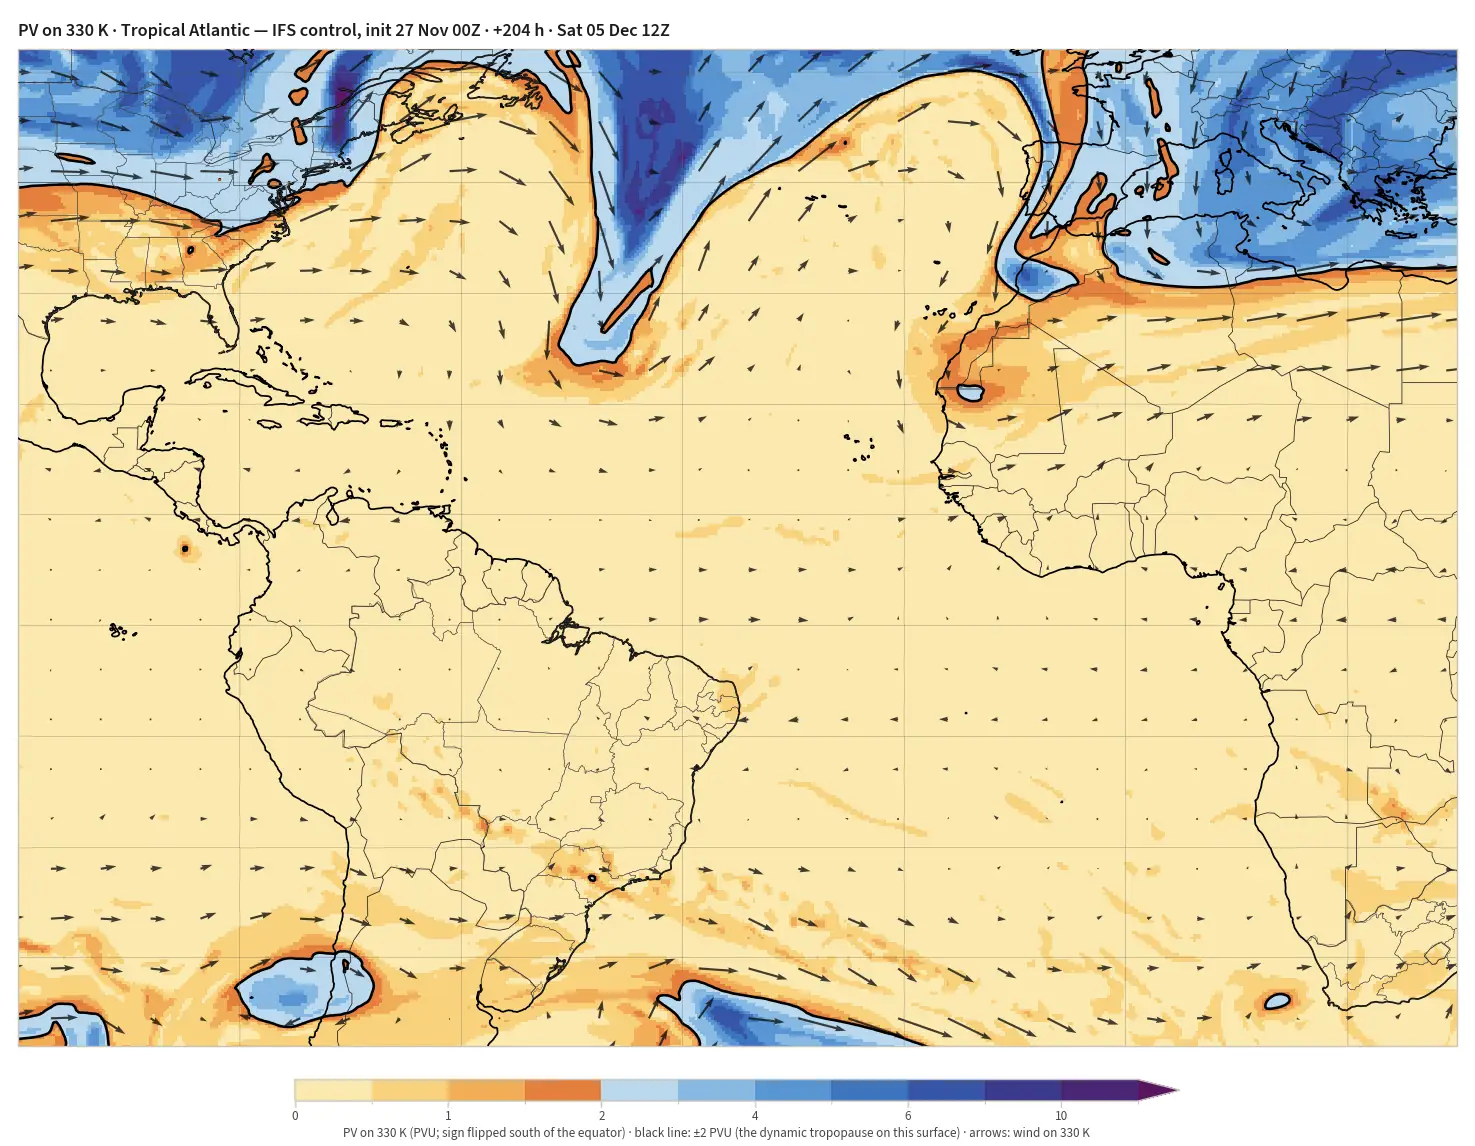 PV on 330 K · Tropical Atlantic — IFS control, init 27 Nov 00Z · +204 h · Sat 05 Dec 12Z
0 1 2 4 6 10
PV on 330 K (PVU; sign flipped south of the equator) · black line: ±2 PVU (the dynamic tropopause on this surface) · arrows: wind on 330 K